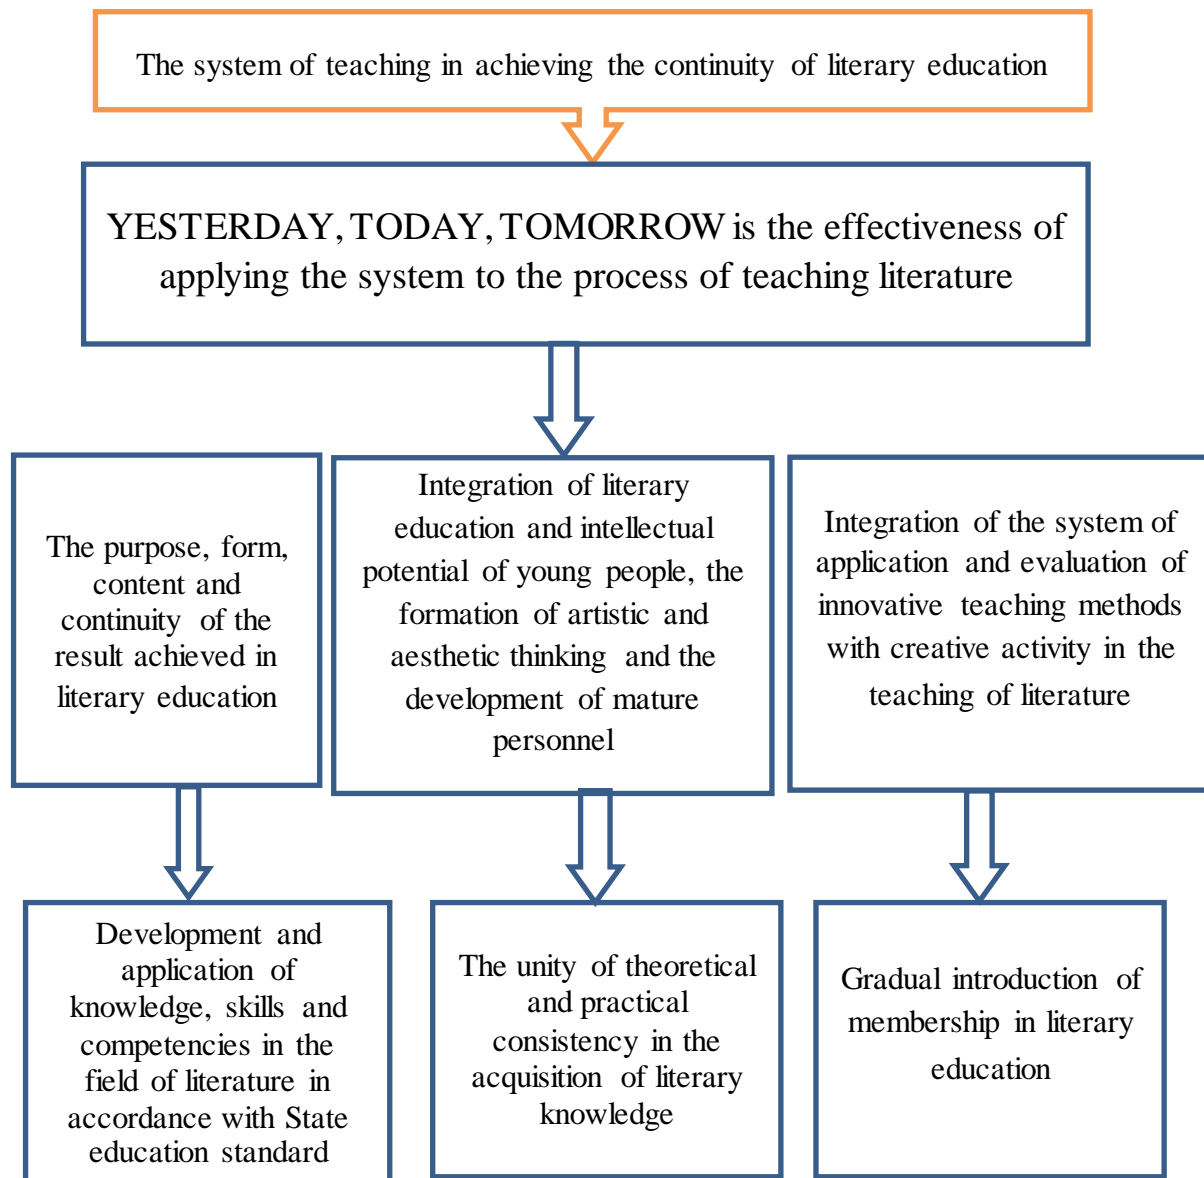 The system of teaching in achieving the continuity of literary education
YESTERDAY, TODAY, TOMORROW is the effectiveness of
applying the system to the process of teaching literature
The purpose, form,
content and
continuity of the
result achieved in
literary education
Integration of literary
education and intellectual
potential of young people, the
formation of artistic and
aesthetic thinking and the
development of mature
personnel
Integration of the system of
application and evaluation of
innovative teaching methods
with creative activity in the
teaching of literature
Development and
application of
knowledge, skills and
competencies in the
field of literature in
accordance with State
education standard
The unity of theoretical
and practical
consistency in the
acquisition of literary
knowledge
Gradual introduction of
membership in literary
education